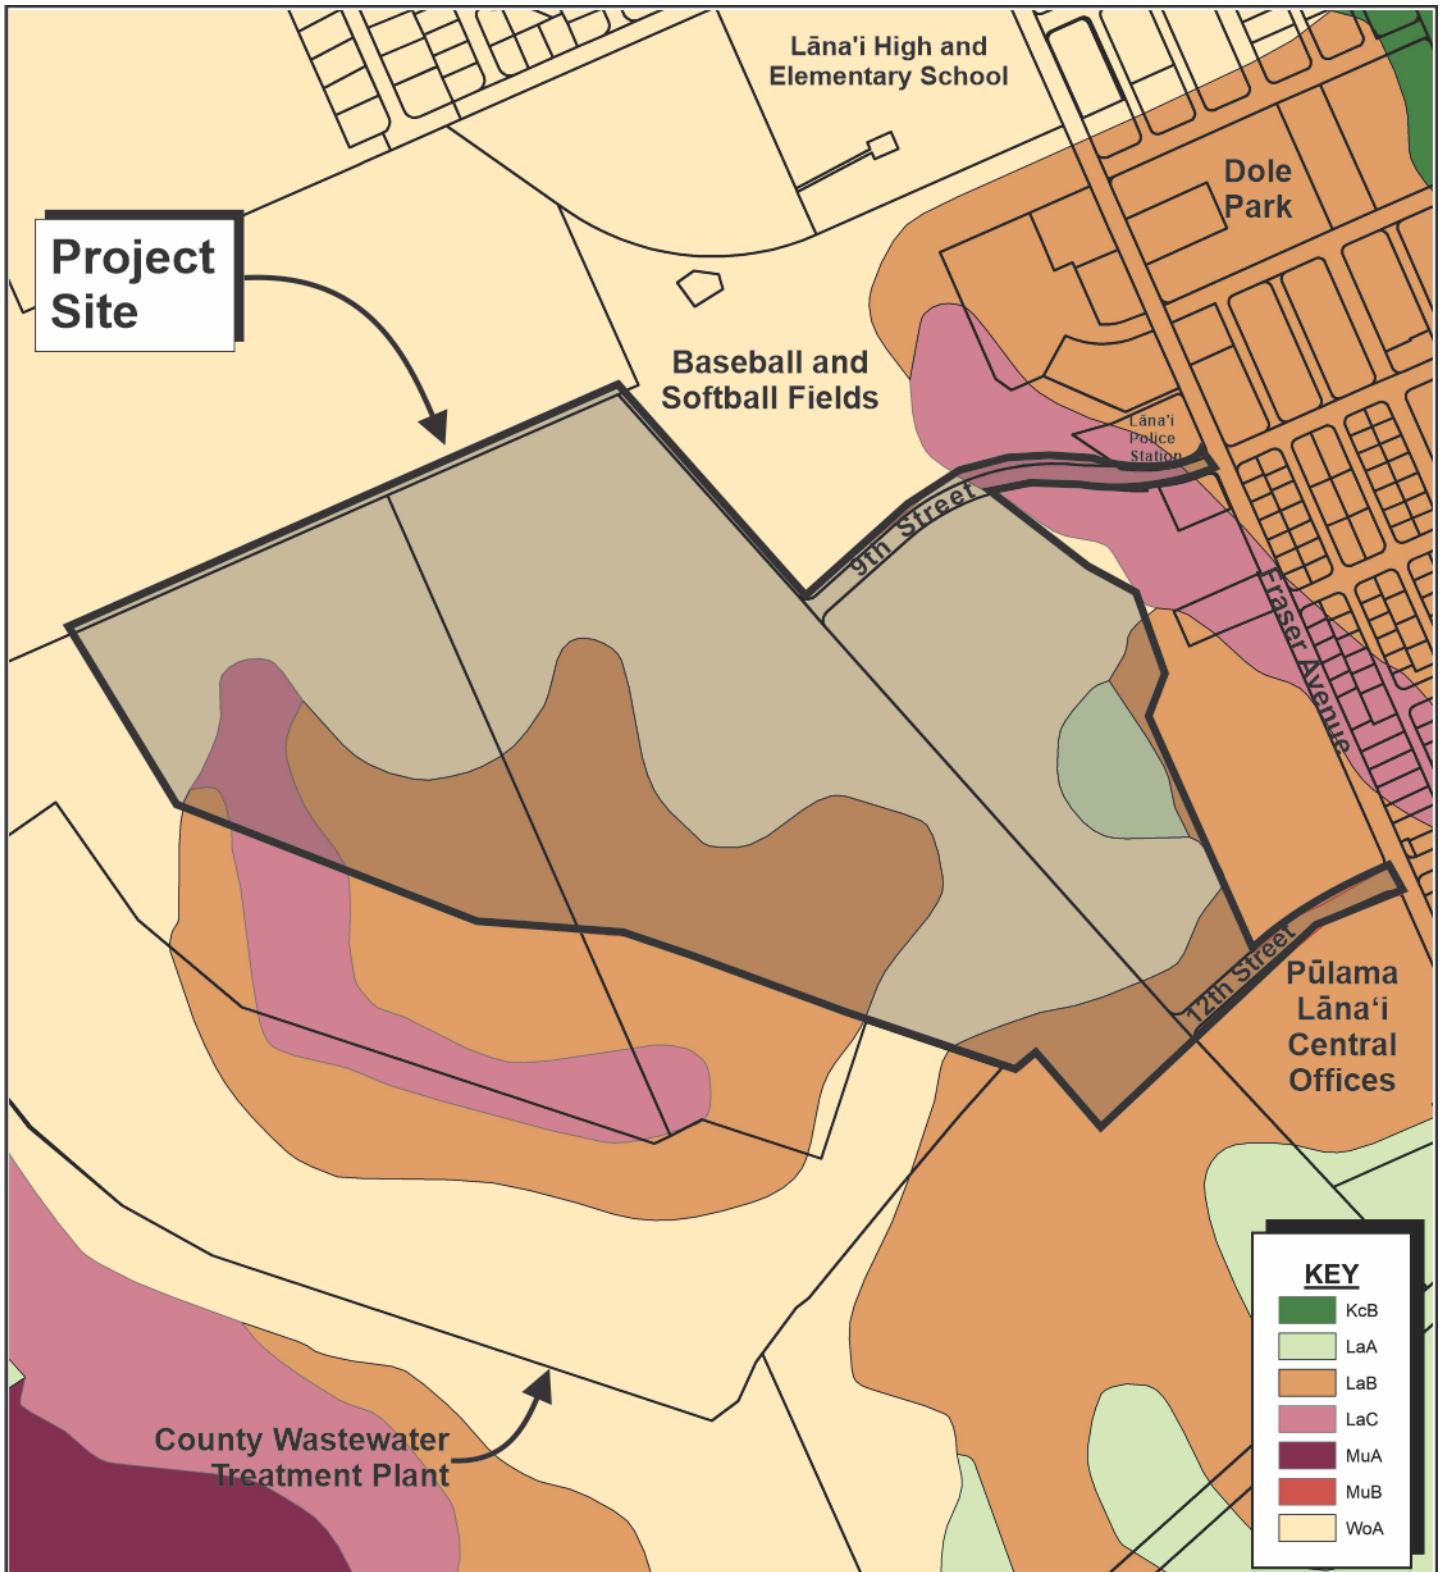 Lāna'i High and
Elementary School
Dole
Park
Project
Site
Baseball and
Softball Fields
Lāna'i
Police
Station
9th Street
Fraser Avenue
12th Street
Pūlama
Lānaʻi
Central
Offices
County Wastewater
Treatment Plant
KEY
KcB
LaA
LaB
LaC
MuA
MuB
WoA